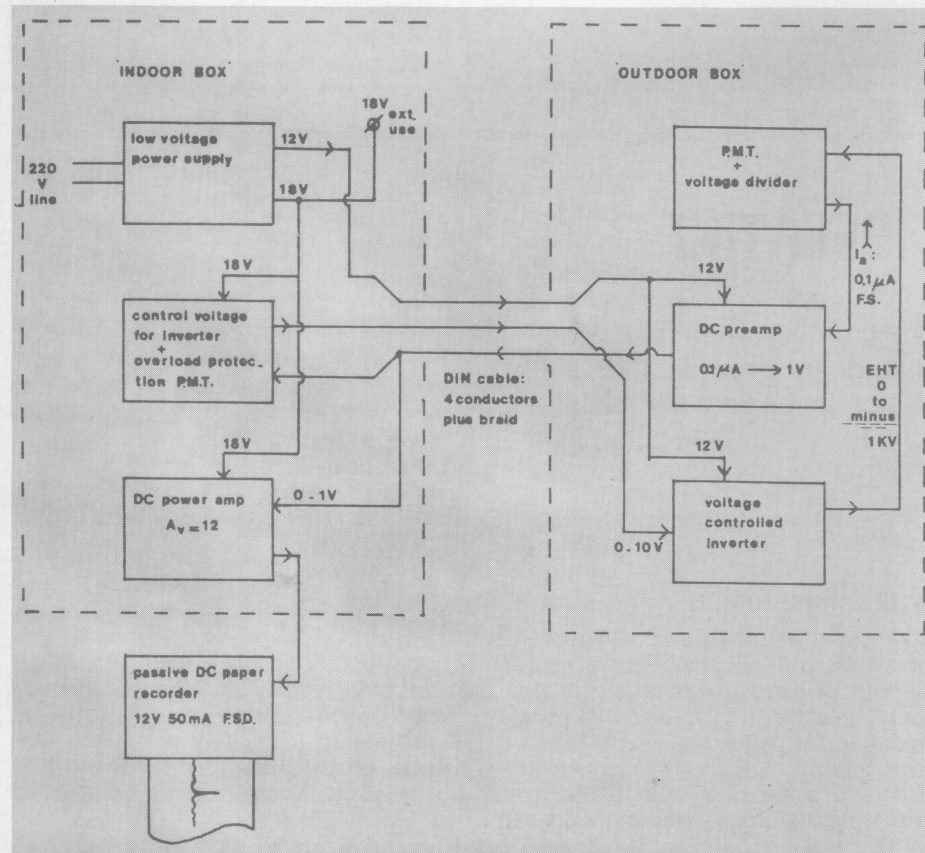 INDOOR BOX
220
V
line
low voltage
power supply
12V
18V
18V
ext.
use
18V
control voltage
for inverter
+
overload protec_
tion P.M.T.
18V
DC power amp
Av=12
0.1V
passive DC paper
recorder
12V 50mA F.S.D.
DIN cable:
4 conductors
plus braid
OUTDOOR BOX
P.M.T.
+
voltage divider
Ia:
0,1μA
F.S.
12V
DC preamp
0,1μA → 1V
EHT
0
to
minus
1KV
12V
voltage
controlled
inverter
0.10V